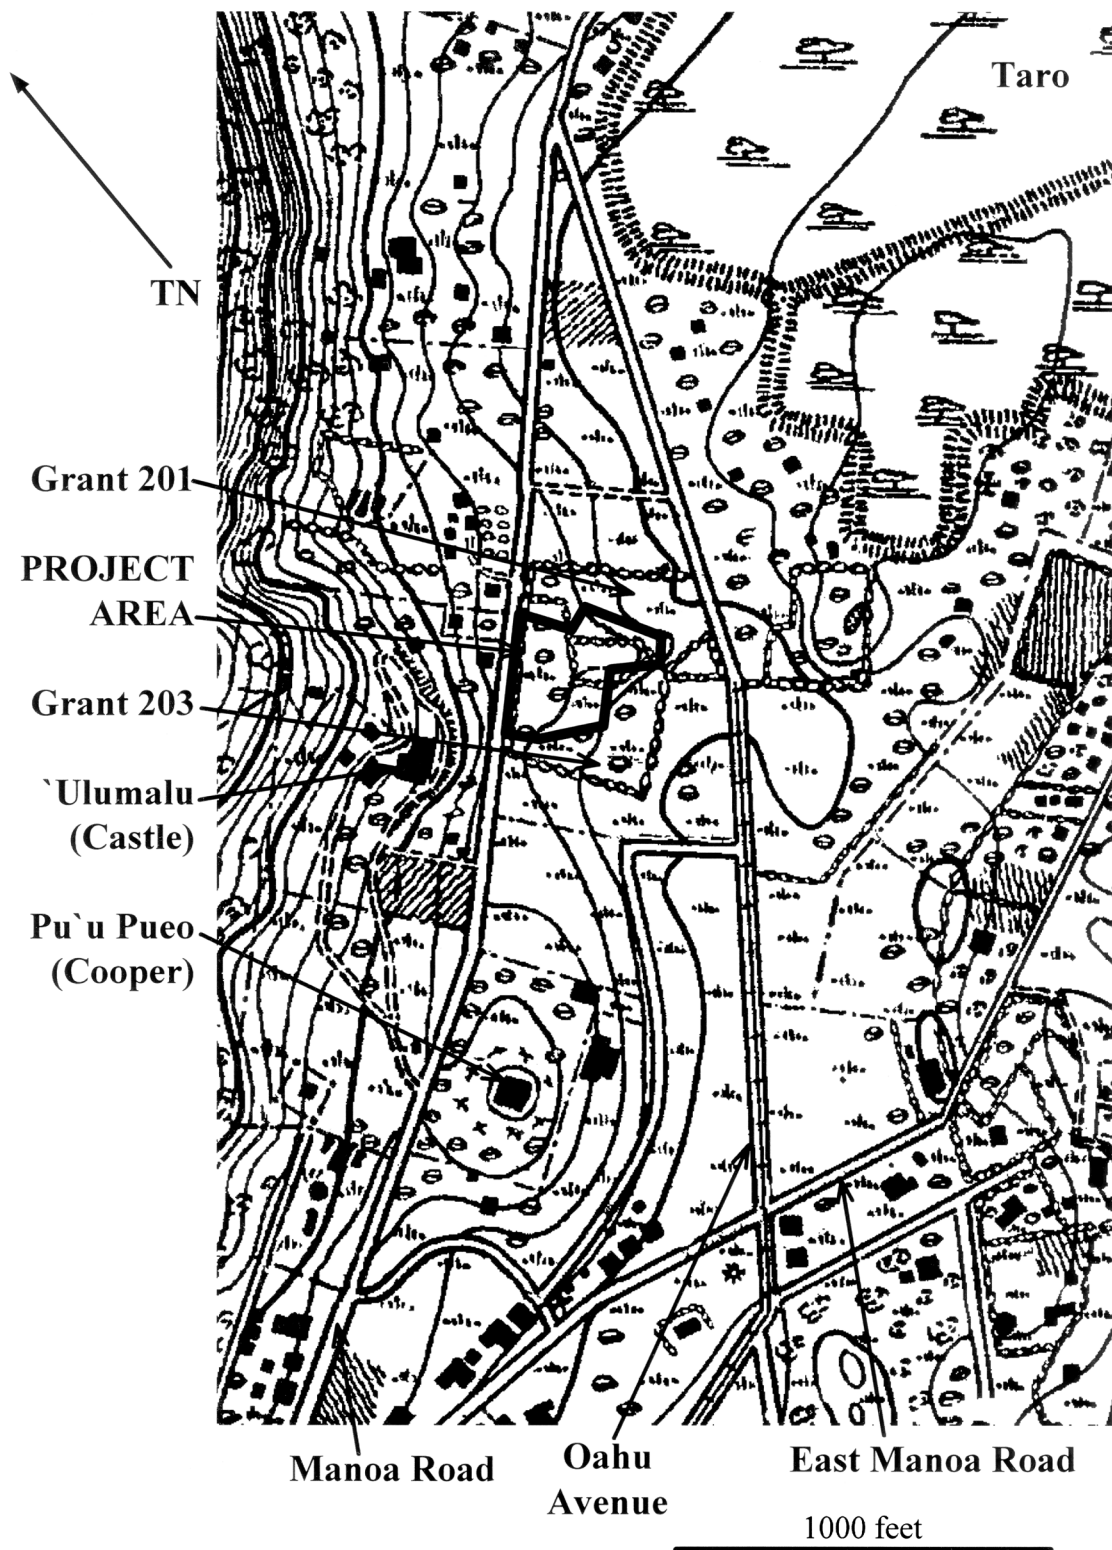 Taro
TN
Grant 201
PROJECT
AREA
Grant 203
`Ulumalu
(Castle)
Pu`u Pueo
(Cooper)
Manoa Road
Oahu
Avenue
East Manoa Road
1000 feet